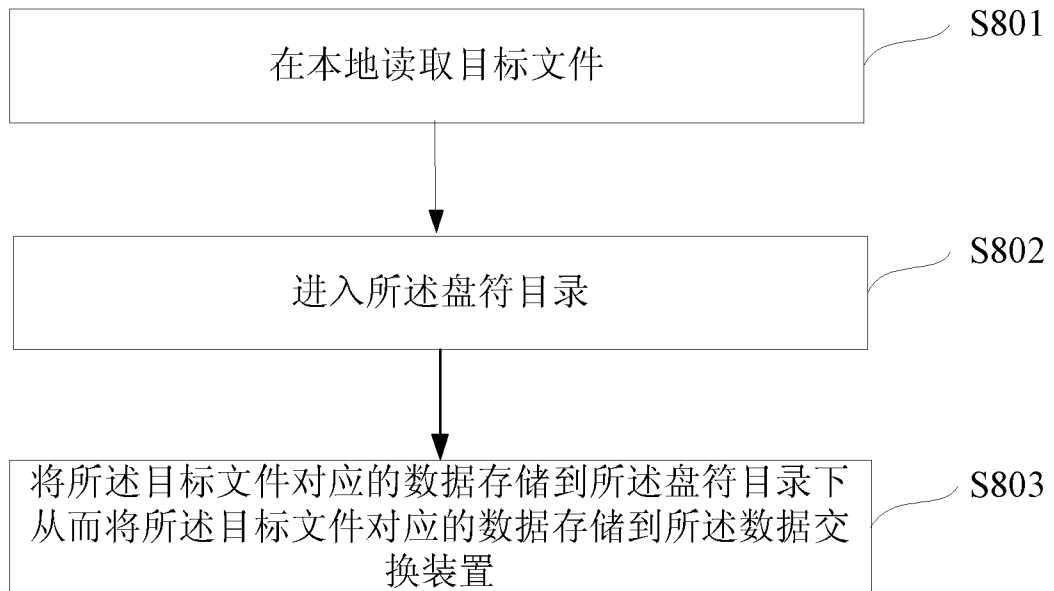 在本地读取目标文件
S801
进入所述盘符目录
S802
将所述目标文件对应的数据存储到所述盘符目录下
从而将所述目标文件对应的数据存储到所述数据交
换装置
S803